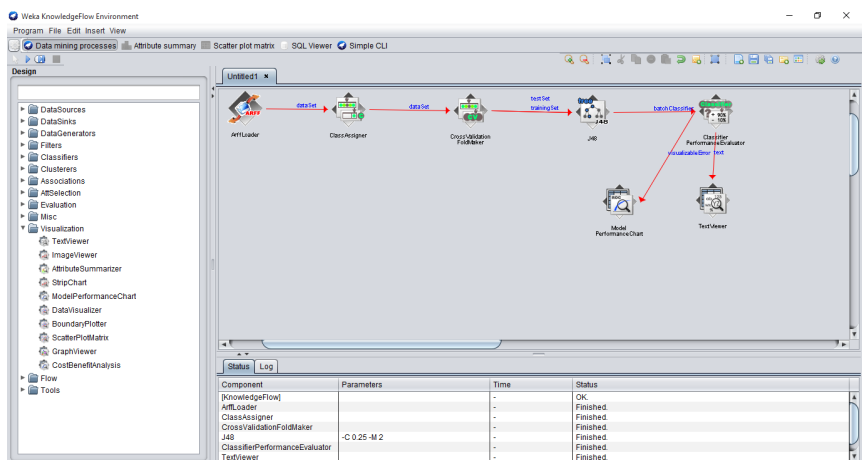 Weka KnowledgeFlow Environment
Program File Edit Insert View
Data mining processes Attribute summary Scatter plot matrix SQL Viewer Simple CLI
Design
Untitled1 ×
DataSources
DataSinks
DataGenerators
Filters
Classifiers
Clusterers
Associations
AttSelection
Evaluation
Misc
Visualization
TextViewer
ImageViewer
AttributeSummarizer
StripChart
ModelPerformanceChart
DataVisualizer
BoundaryPlotter
ScatterPlotMatrix
GraphViewer
CostBenefitAnalysis
Flow
Tools
ARFF
ArffLoader
dataSet
ClassAssigner
dataSet
CrossValidation
FoldMaker
testSet
trainingSet
J48
J48
batchClassifier
90%
10%
Classifier
PerformanceEvaluator
visualizableError text
Model
PerformanceChart
TextViewer
Status Log
Component Parameters Time Status
[KnowledgeFlow] - OK.
ArffLoader - Finished.
ClassAssigner - Finished.
CrossValidationFoldMaker - Finished.
J48 -C 0.25 -M 2 - Finished.
ClassifierPerformanceEvaluator - Finished.
TextViewer - Finished.